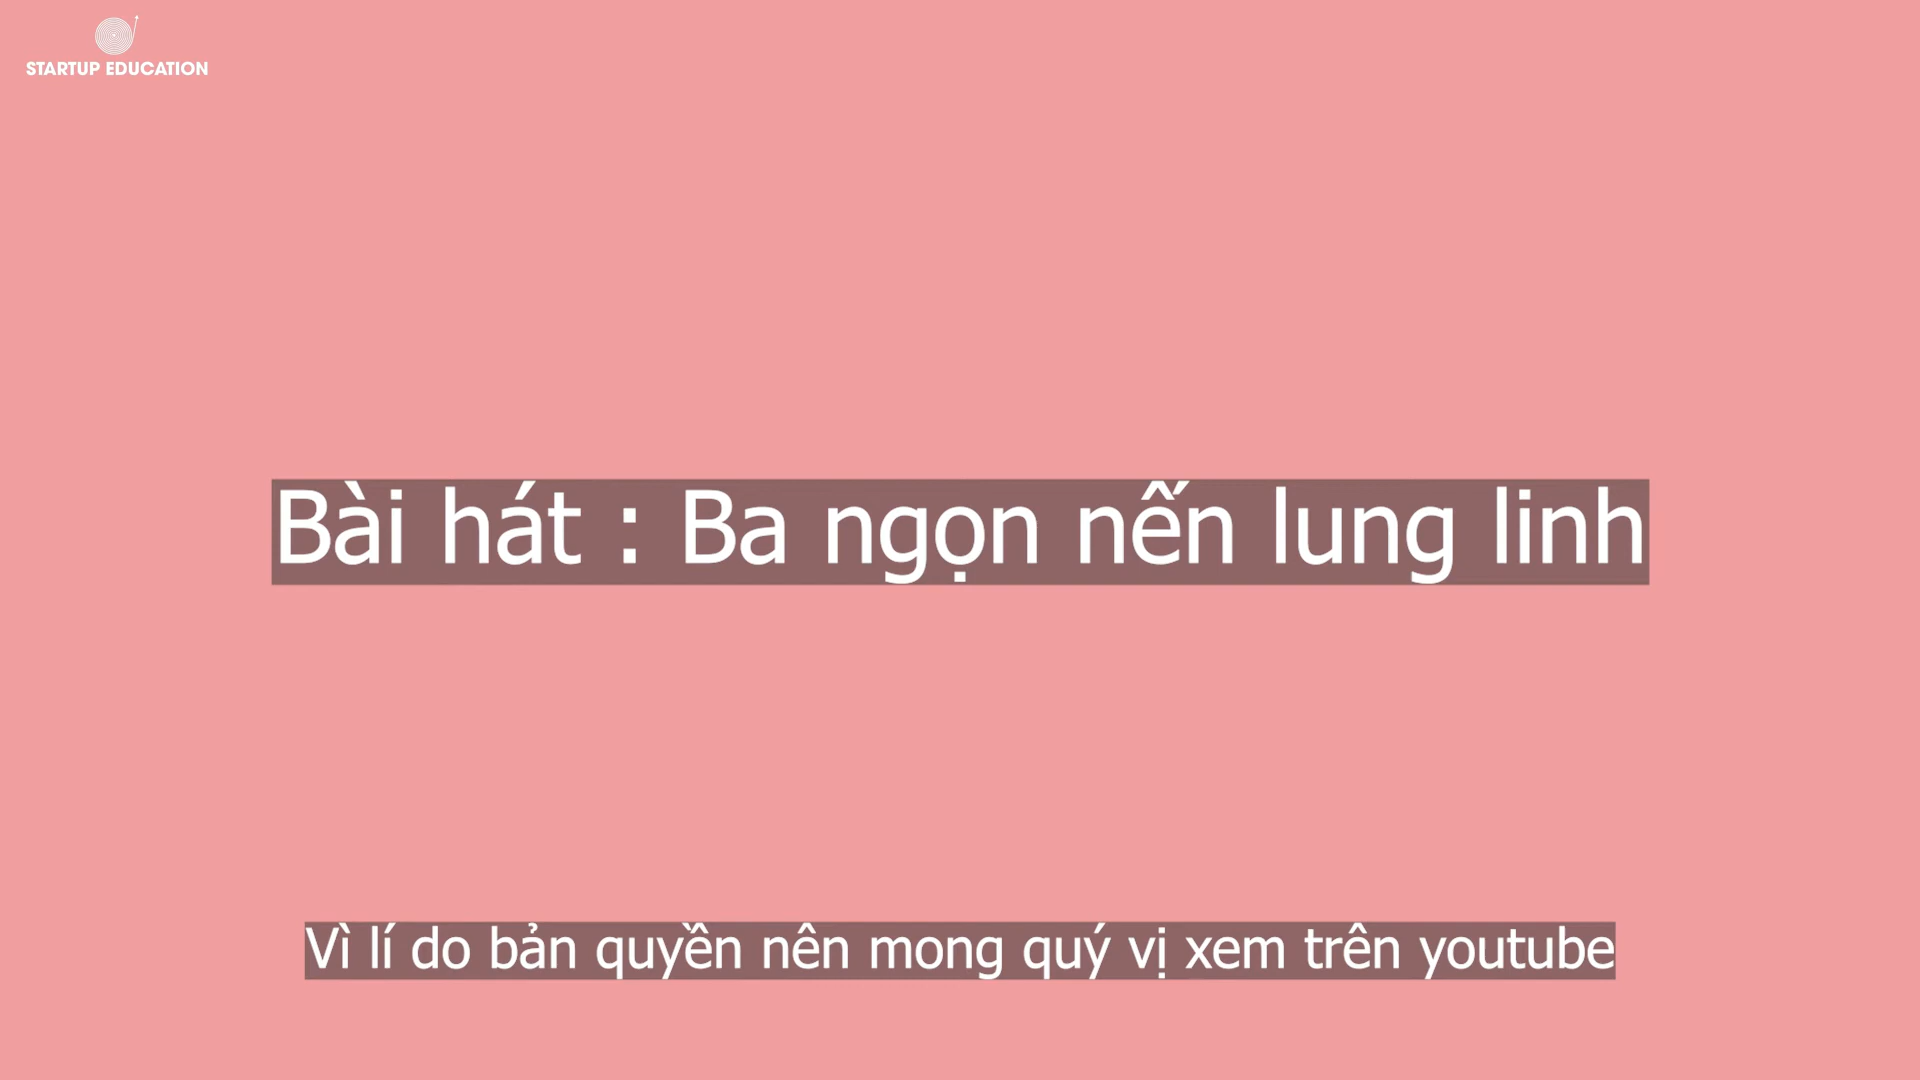 STARTUP EDUCATION
Bài hát : Ba ngọn nến lung linh
Vì lí do bản quyền nên mong quý vị xem trên youtube